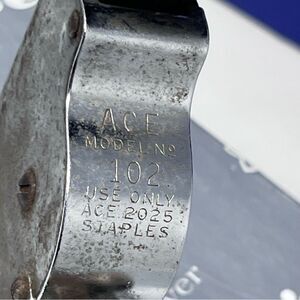 ACE
MODEL No
102
USE ONLY
ACE 2025
STAPLES